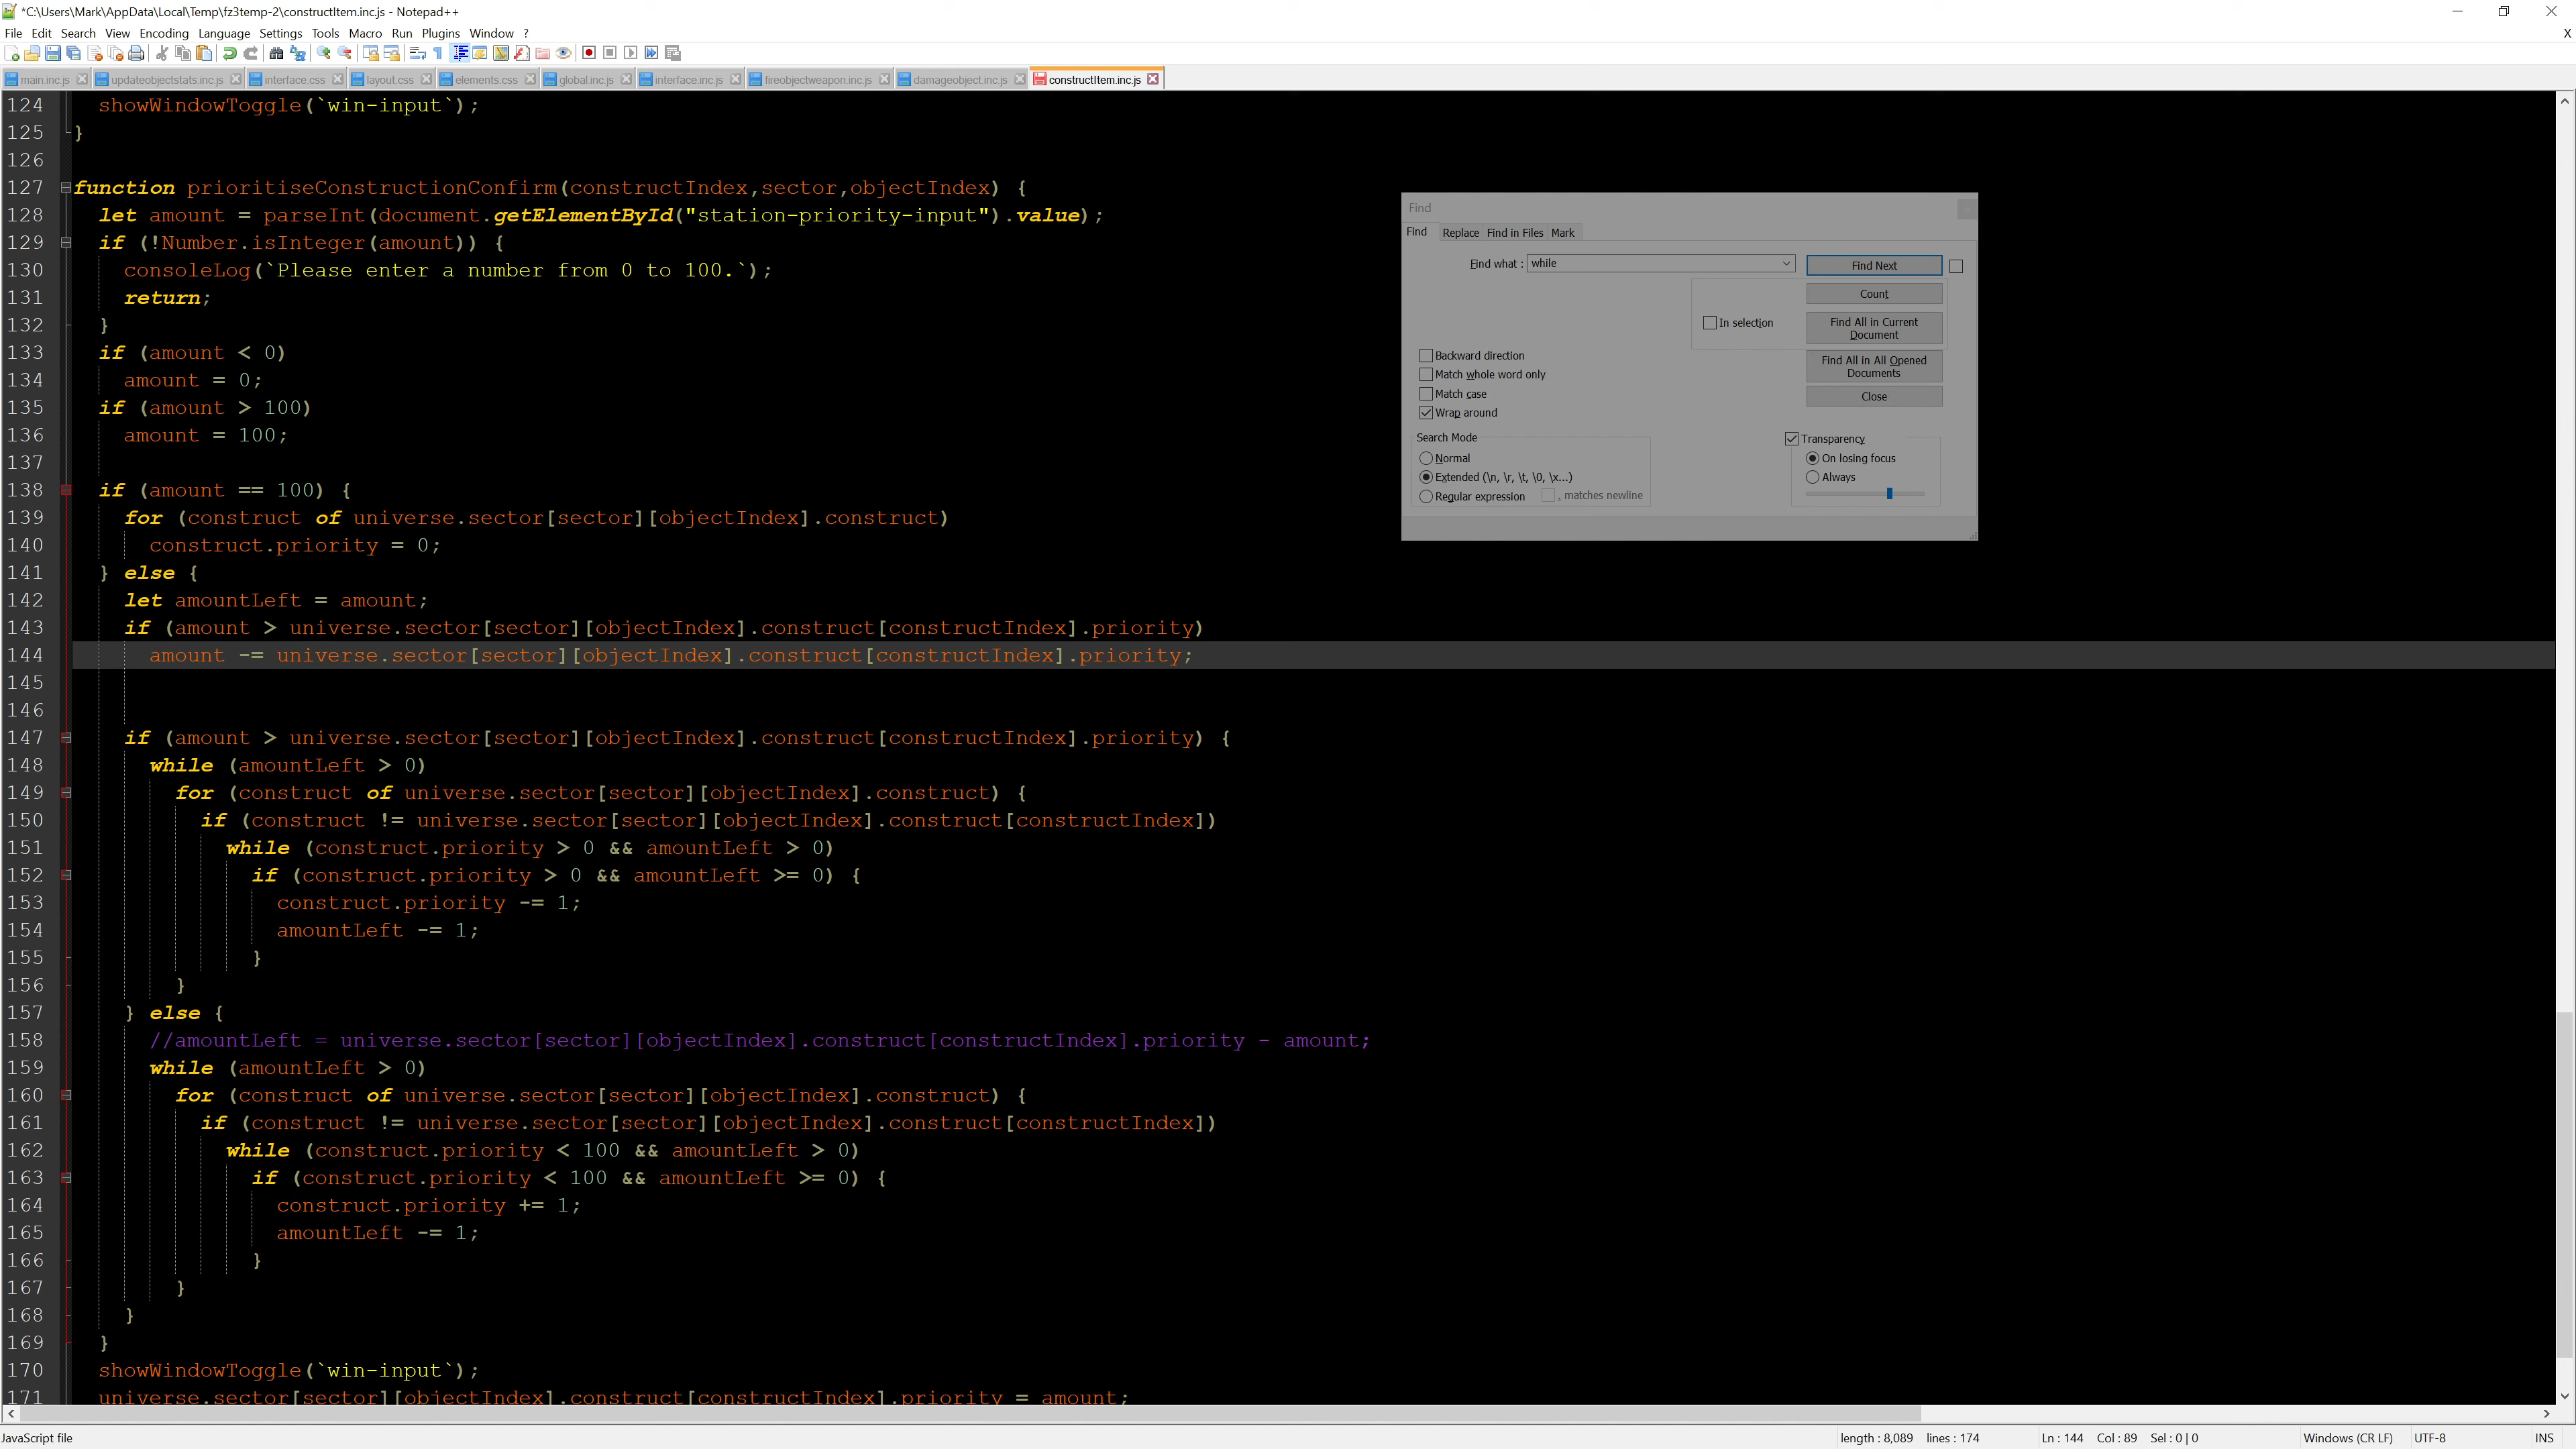 *C:\Users\Mark\AppData\Local\Temp\fz3temp-2\constructItem.inc.js - Notepad++
File Edit Search View Encoding Language Settings Tools Macro Run Plugins Window ? X
main.inc.js updateobjectstats.inc.js interface.css layout.css elements.css global.inc.js interface.inc.js fireobjectweapon.inc.js damageobject.inc.js constructItem.inc.js
124 showWindowToggle(`win-input`);
125 }
126
127 function prioritiseConstructionConfirm(constructIndex,sector,objectIndex) {
128 let amount = parseInt(document.getElementById("station-priority-input").value);
129 if (!Number.isInteger(amount)) {
130 consoleLog(`Please enter a number from 0 to 100.`);
131 return;
132 }
133 if (amount < 0)
134 amount = 0;
135 if (amount > 100)
136 amount = 100;
137
138 if (amount == 100) {
139 for (construct of universe.sector[sector][objectIndex].construct)
140 construct.priority = 0;
141 } else {
142 let amountLeft = amount;
143 if (amount > universe.sector[sector][objectIndex].construct[constructIndex].priority)
144 amount -= universe.sector[sector][objectIndex].construct[constructIndex].priority;
145
146
147 if (amount > universe.sector[sector][objectIndex].construct[constructIndex].priority) {
148 while (amountLeft > 0)
149 for (construct of universe.sector[sector][objectIndex].construct) {
150 if (construct != universe.sector[sector][objectIndex].construct[constructIndex])
151 while (construct.priority > 0 && amountLeft > 0)
152 if (construct.priority > 0 && amountLeft >= 0) {
153 construct.priority -= 1;
154 amountLeft -= 1;
155 }
156 }
157 } else {
158 //amountLeft = universe.sector[sector][objectIndex].construct[constructIndex].priority - amount;
159 while (amountLeft > 0)
160 for (construct of universe.sector[sector][objectIndex].construct) {
161 if (construct != universe.sector[sector][objectIndex].construct[constructIndex])
162 while (construct.priority < 100 && amountLeft > 0)
163 if (construct.priority < 100 && amountLeft >= 0) {
164 construct.priority += 1;
165 amountLeft -= 1;
166 }
167 }
168 }
169 }
170 showWindowToggle(`win-input`);
171 universe.sector[sector][objectIndex].construct[constructIndex].priority = amount;
Find
Find Replace Find in Files Mark
Find what : while Find Next
Count
In selection Find All in Current
Document
Backward direction Find All in All Opened
Match whole word only Documents
Match case Close
Wrap around
Search Mode Transparency
Normal On losing focus
Extended (\n, \r, \t, \0, \x...) Always
Regular expression . matches newline
JavaScript file length : 8,089 lines : 174 Ln : 144 Col : 89 Sel : 0 | 0 Windows (CR LF) UTF-8 INS